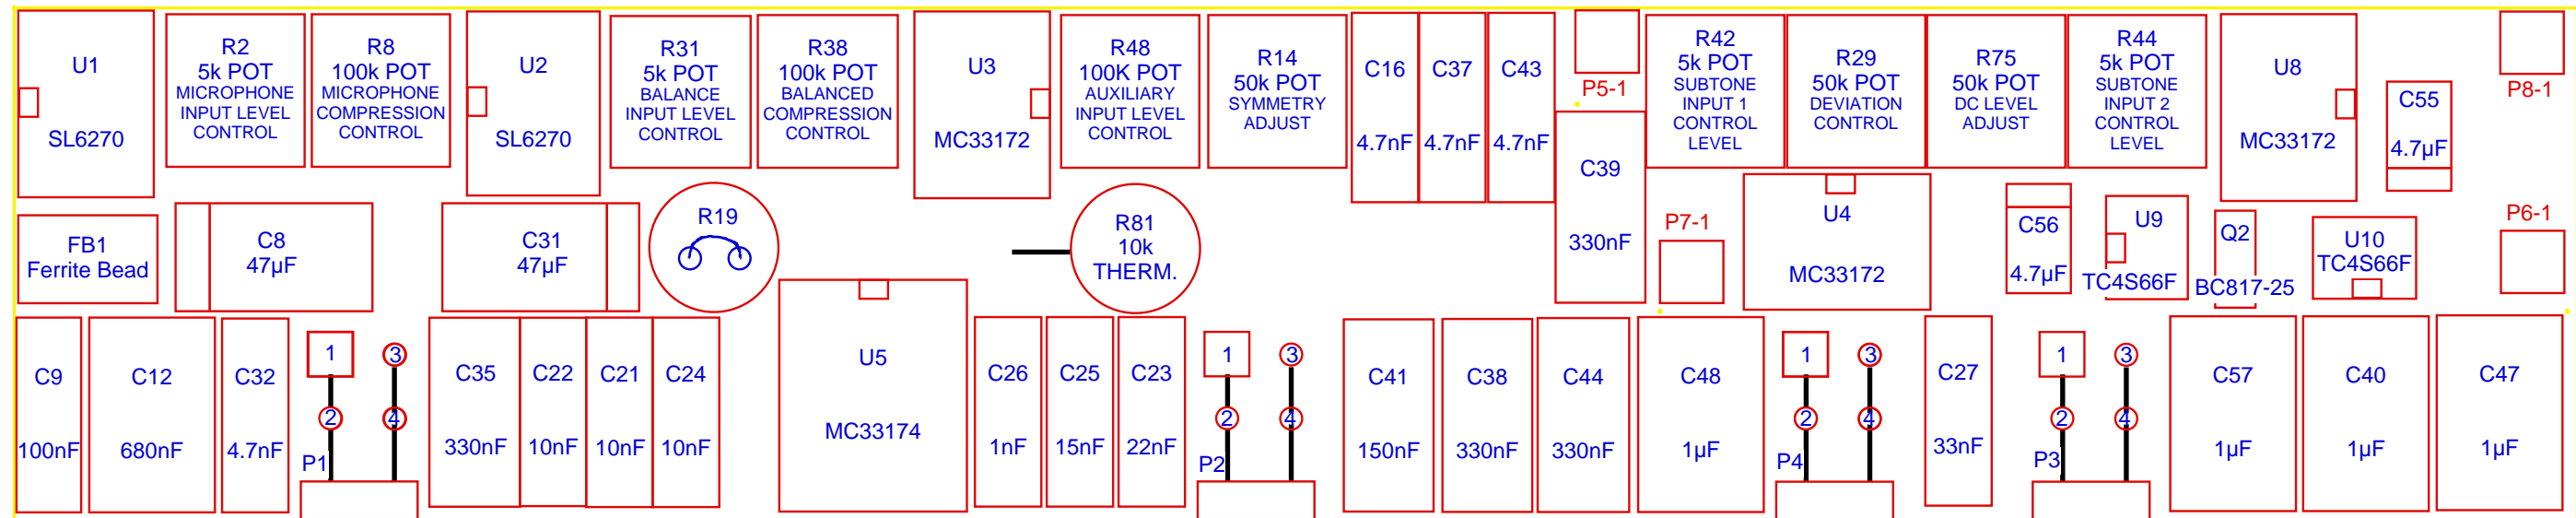 U1
SL6270
R2
5k POT
MICROPHONE
INPUT LEVEL
CONTROL
R8
100k POT
MICROPHONE
COMPRESSION
CONTROL
U2
SL6270
R31
5k POT
BALANCE
INPUT LEVEL
CONTROL
R38
100k POT
BALANCED
COMPRESSION
CONTROL
U3
MC33172
R48
100K POT
AUXILIARY
INPUT LEVEL
CONTROL
R14
50k POT
SYMMETRY
ADJUST
C16
4.7nF
C37
4.7nF
C43
4.7nF
P5-1
C39
330nF
R42
5k POT
SUBTONE
INPUT 1
CONTROL
LEVEL
R29
50k POT
DEVIATION
CONTROL
R75
50k POT
DC LEVEL
ADJUST
R44
5k POT
SUBTONE
INPUT 2
CONTROL
LEVEL
U8
MC33172
C55
4.7µF
P8-1
FB1
Ferrite Bead
C8
47µF
C31
47µF
R19
R81
10k
THERM.
P7-1
U4
MC33172
C56
4.7µF
U9
TC4S66F
Q2
BC817-25
U10
TC4S66F
P6-1
C9
100nF
C12
680nF
C32
4.7nF
1
3
2
4
P1
C35
330nF
C22
10nF
C21
10nF
C24
10nF
U5
MC33174
C26
1nF
C25
15nF
C23
22nF
1
3
2
4
P2
C41
150nF
C38
330nF
C44
330nF
C48
1µF
1
3
2
4
P4
C27
33nF
1
3
2
4
P3
C57
1µF
C40
1µF
C47
1µF